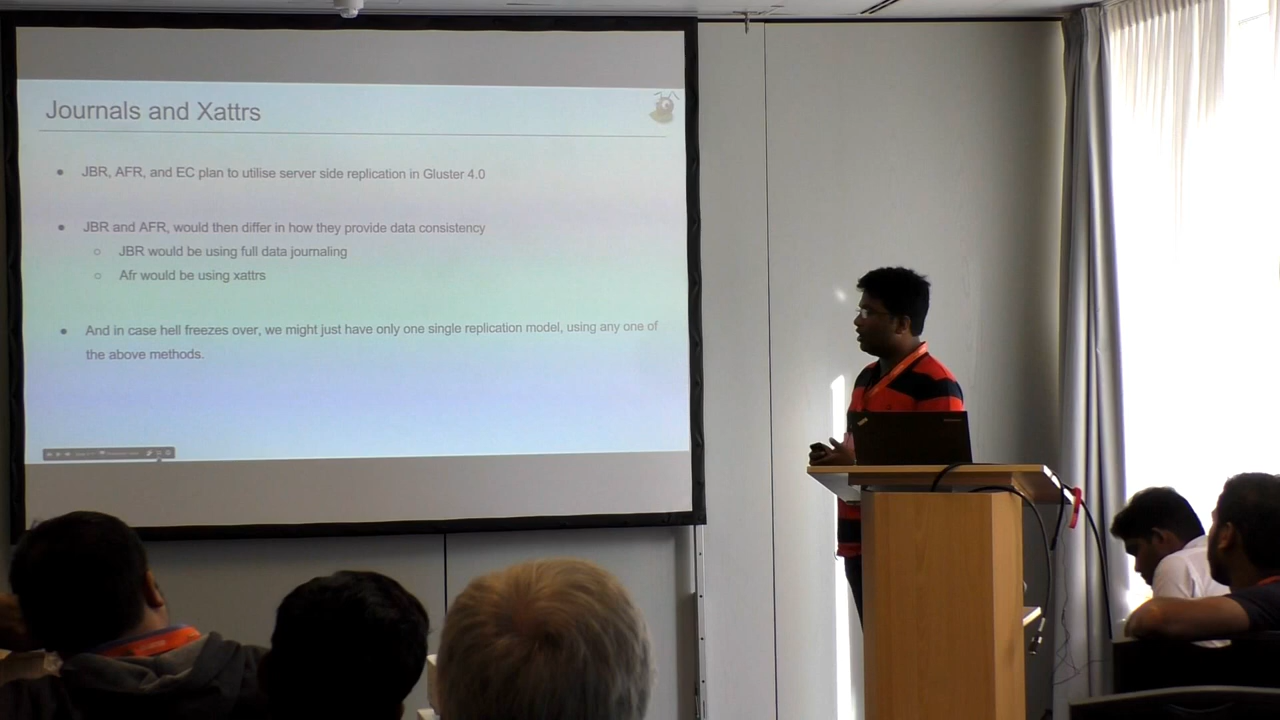 Journals and Xattrs
● JBR, AFR, and EC plan to utilise server side replication in Gluster 4.0
● JBR and AFR, would then differ in how they provide data consistency
○ JBR would be using full data journaling
○ Afr would be using xattrs
● And in case hell freezes over, we might just have only one single replication model, using any one of
the above methods.